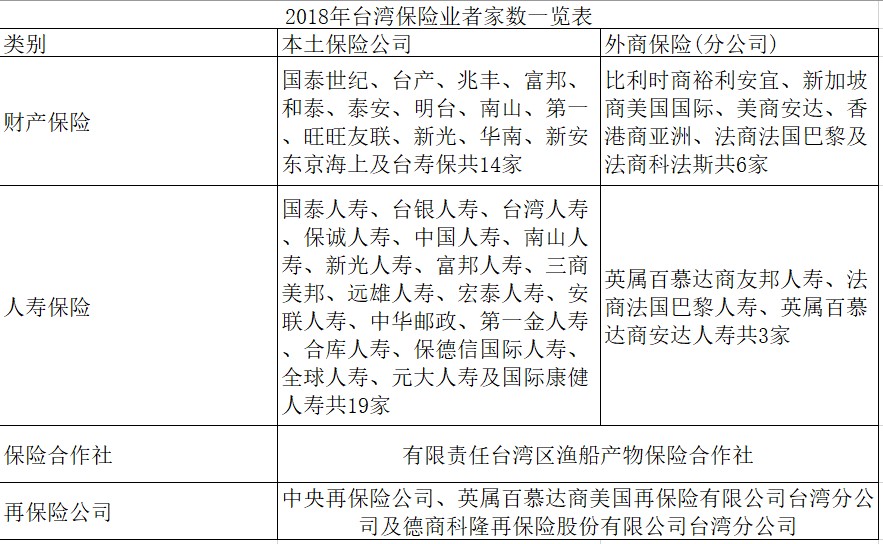 2018年台湾保险业者家数一览表
类别
本土保险公司
外商保险(分公司)
财产保险
国泰世纪、台产、兆丰、富邦、
和泰、泰安、明台、南山、第一
、旺旺友联、新光、华南、新安
东京海上及台寿保共14家
比利时商裕利安宜、新加坡
商美国国际、美商安达、香
港商亚洲、法商法国巴黎及
法商科法斯共6家
人寿保险
国泰人寿、台银人寿、台湾人寿
、保诚人寿、中国人寿、南山人
寿、新光人寿、富邦人寿、三商
美邦、远雄人寿、宏泰人寿、安
联人寿、中华邮政、第一金人寿
、合库人寿、保德信国际人寿、
全球人寿、元大人寿及国际康健
人寿共19家
英属百慕达商友邦人寿、法
商法国巴黎人寿、英属百慕
达商安达人寿共3家
保险合作社
有限责任台湾区渔船产物保险合作社
再保险公司
中央再保险公司、英属百慕达商美国再保险有限公司台湾分公
司及德商科隆再保险股份有限公司台湾分公司